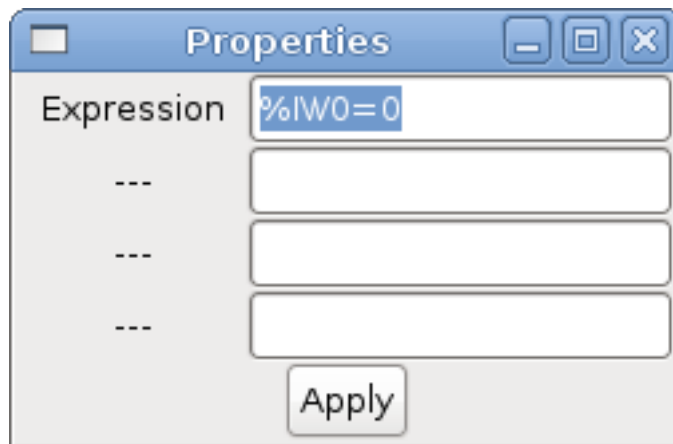 Properties
Expression %IW0=0
---
---
---
Apply